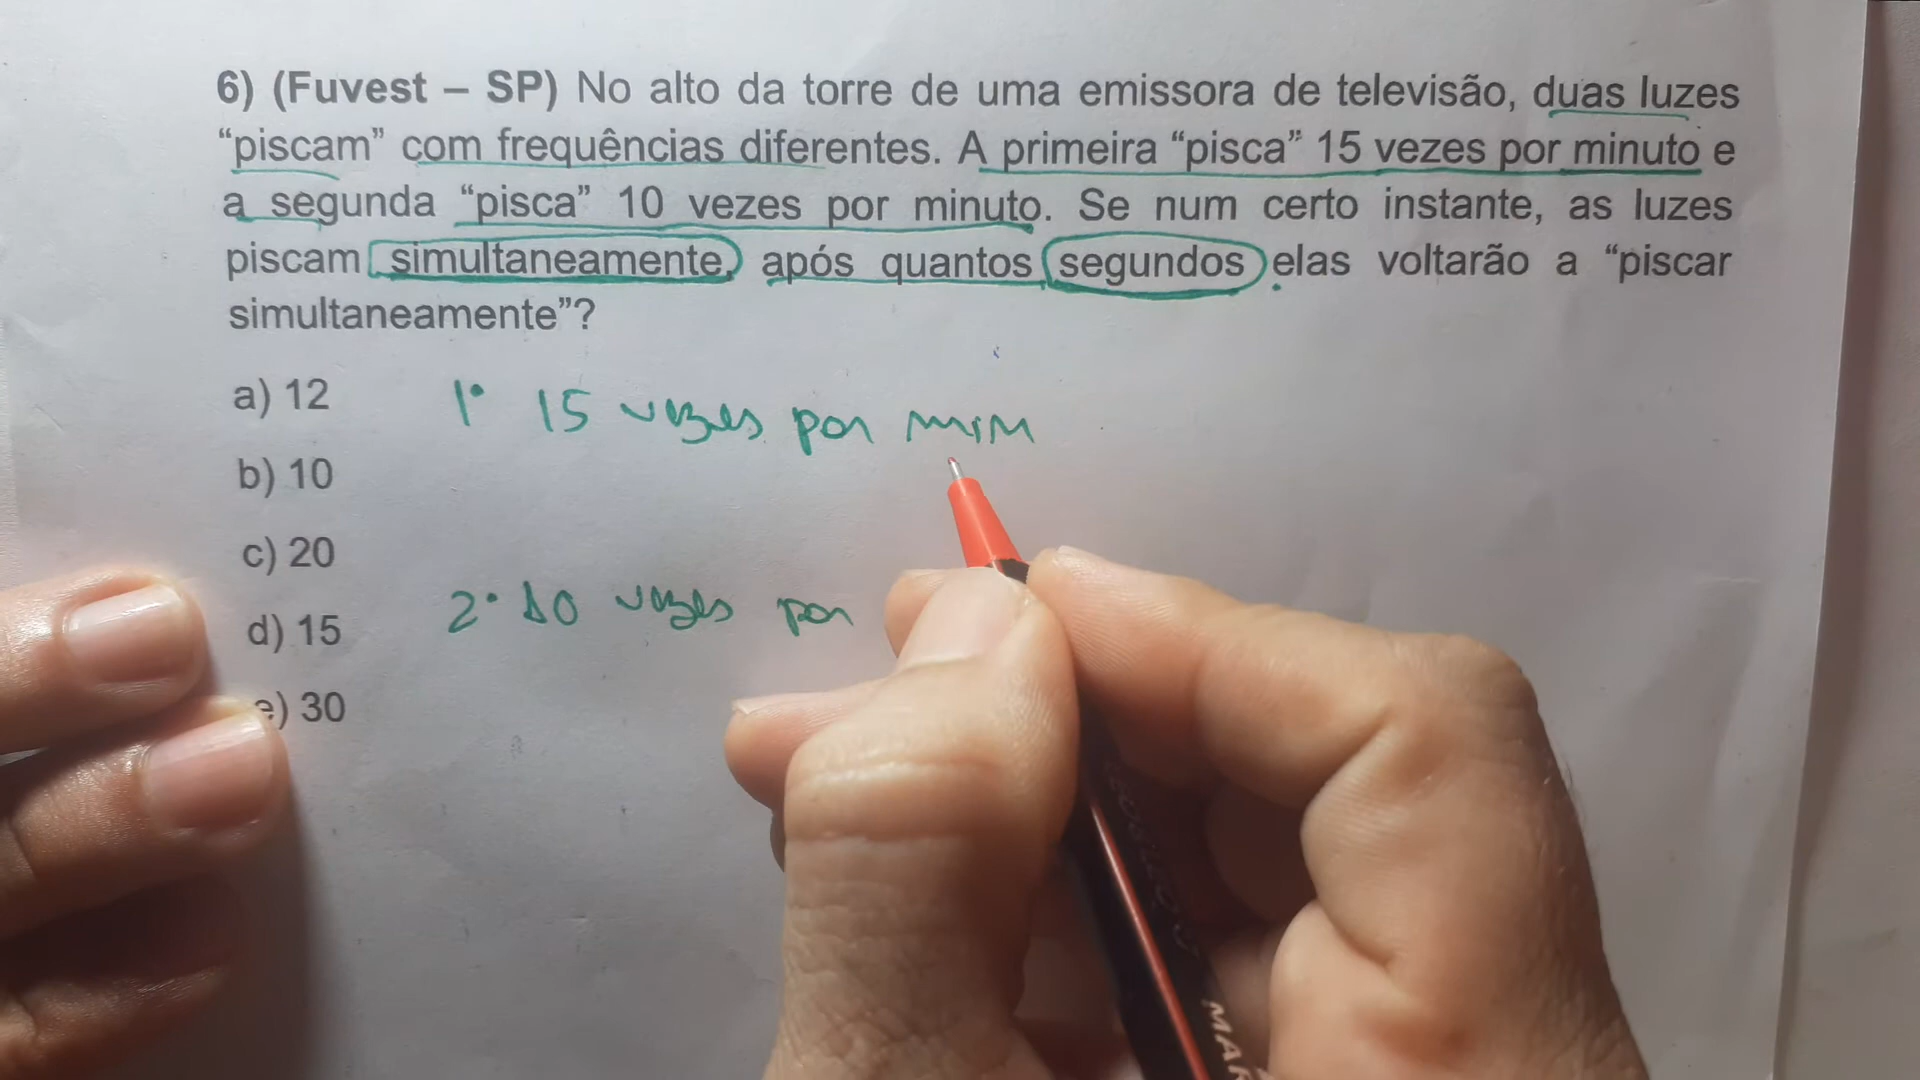 6) (Fuvest – SP) No alto da torre de uma emissora de televisão, duas luzes
“piscam” com frequências diferentes. A primeira “pisca” 15 vezes por minuto e
a segunda “pisca” 10 vezes por minuto. Se num certo instante, as luzes
piscam simultaneamente, após quantos segundos elas voltarão a “piscar
simultaneamente”?
a) 12
1º 15 vezes por min
b) 10
c) 20
2º 10 vezes por
d) 15
e) 30